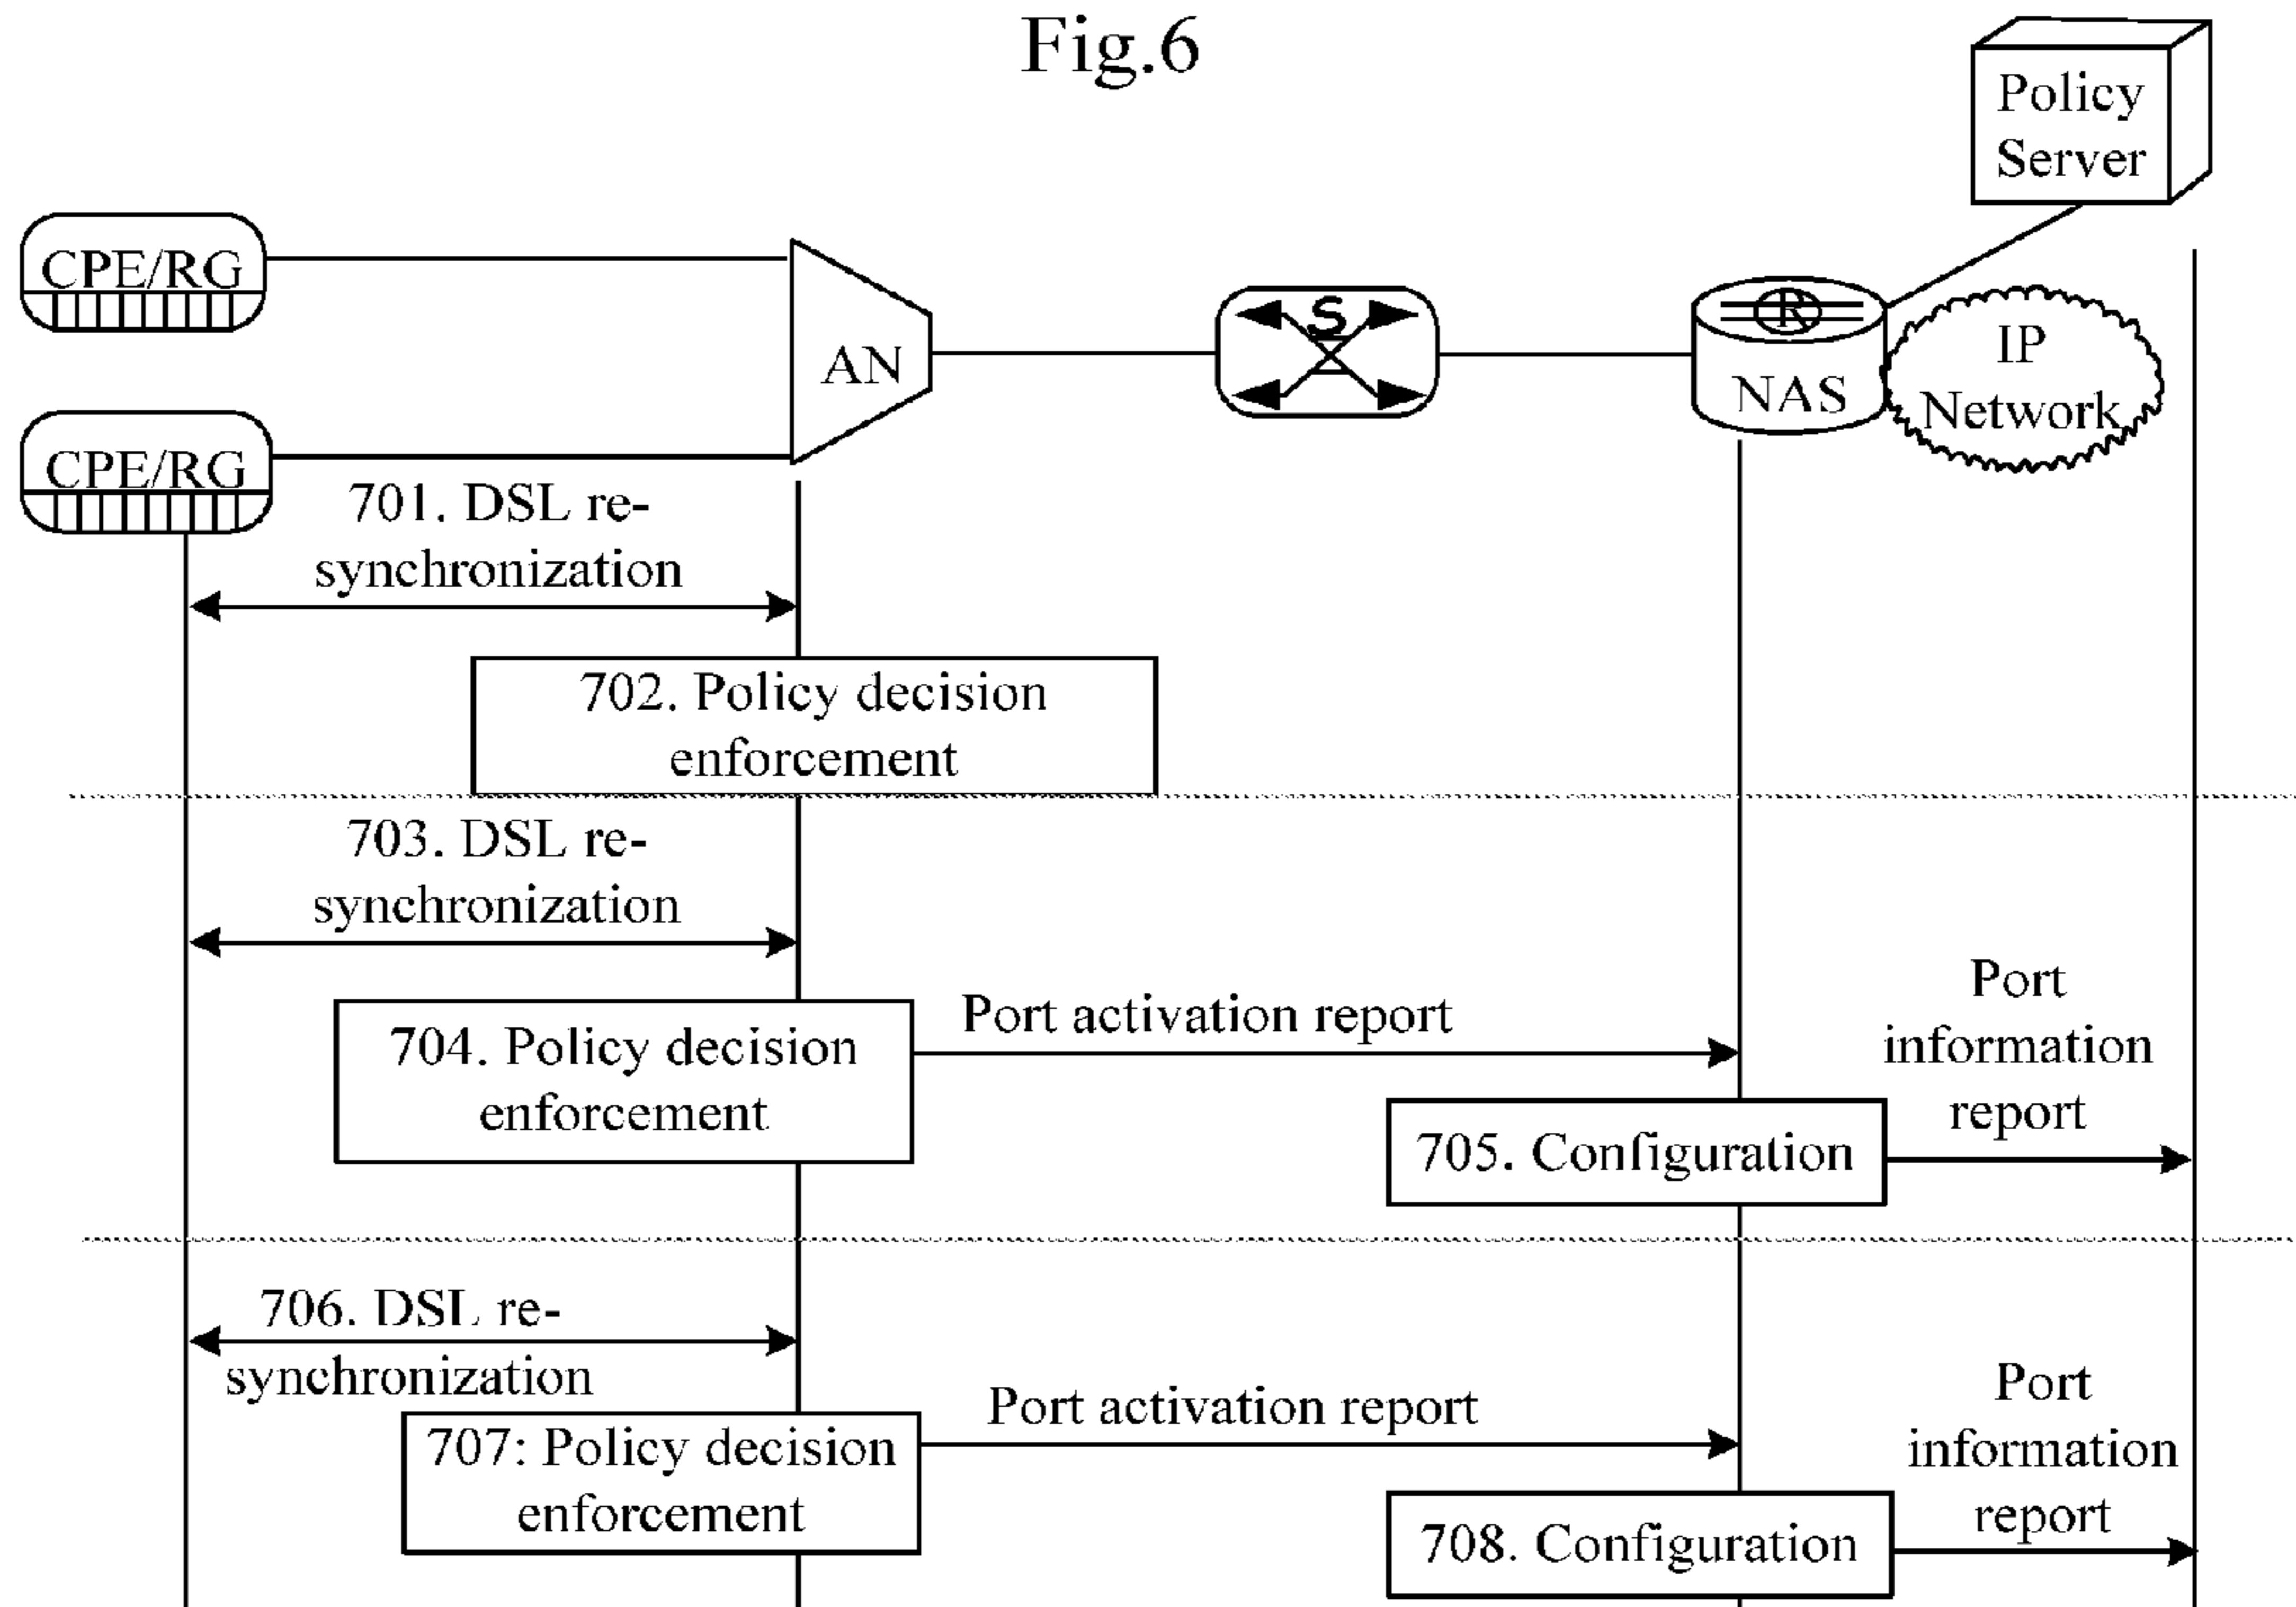 Fig.6
Policy
Server
CPE/RG
S
R
AN
NAS
IP
Network
CPE/RG
701. DSL re-
synchronization
702. Policy decision
enforcement
703. DSL re-
synchronization
704. Policy decision
enforcement
Port activation report
Port
information
report
705. Configuration
706. DSL re-
synchronization
707: Policy decision
enforcement
Port activation report
Port
information
report
708. Configuration